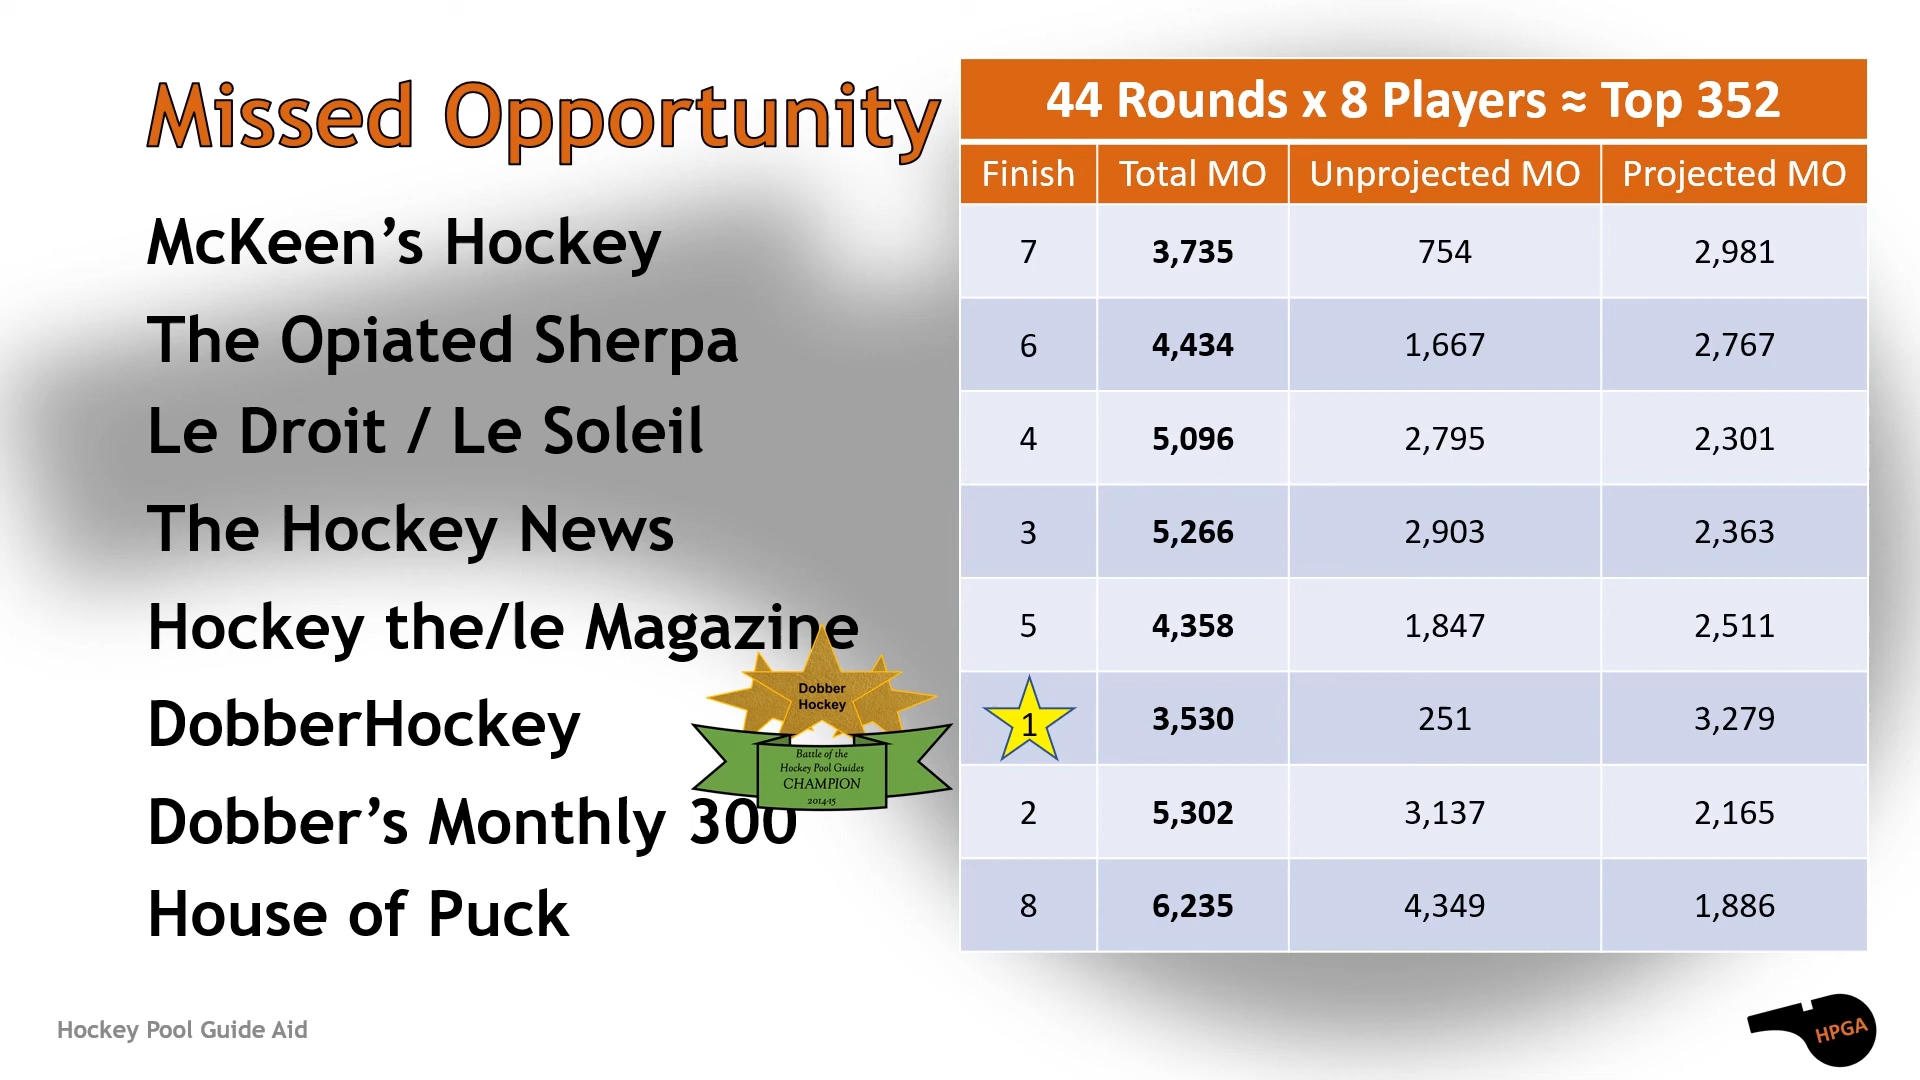 Missed Opportunity
44 Rounds x 8 Players ≈ Top 352
Finish Total MO Unprojected MO Projected MO
McKeen’s Hockey 7 3,735 754 2,981
The Opiated Sherpa 6 4,434 1,667 2,767
Le Droit / Le Soleil 4 5,096 2,795 2,301
The Hockey News 3 5,266 2,903 2,363
Hockey the/le Magazine 5 4,358 1,847 2,511
DobberHockey 1 3,530 251 3,279
Dobber
Hockey
Battle of the
Hockey Pool Guides
CHAMPION
2014-15
Dobber’s Monthly 300 2 5,302 3,137 2,165
House of Puck 8 6,235 4,349 1,886
Hockey Pool Guide Aid
HPGA